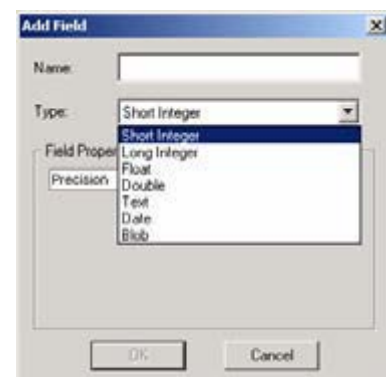 Add Field
Name:
Type: Short Integer
Short Integer
Field Proper Long Integer
Float
Precision Double
Text
Date
Blob
OK Cancel